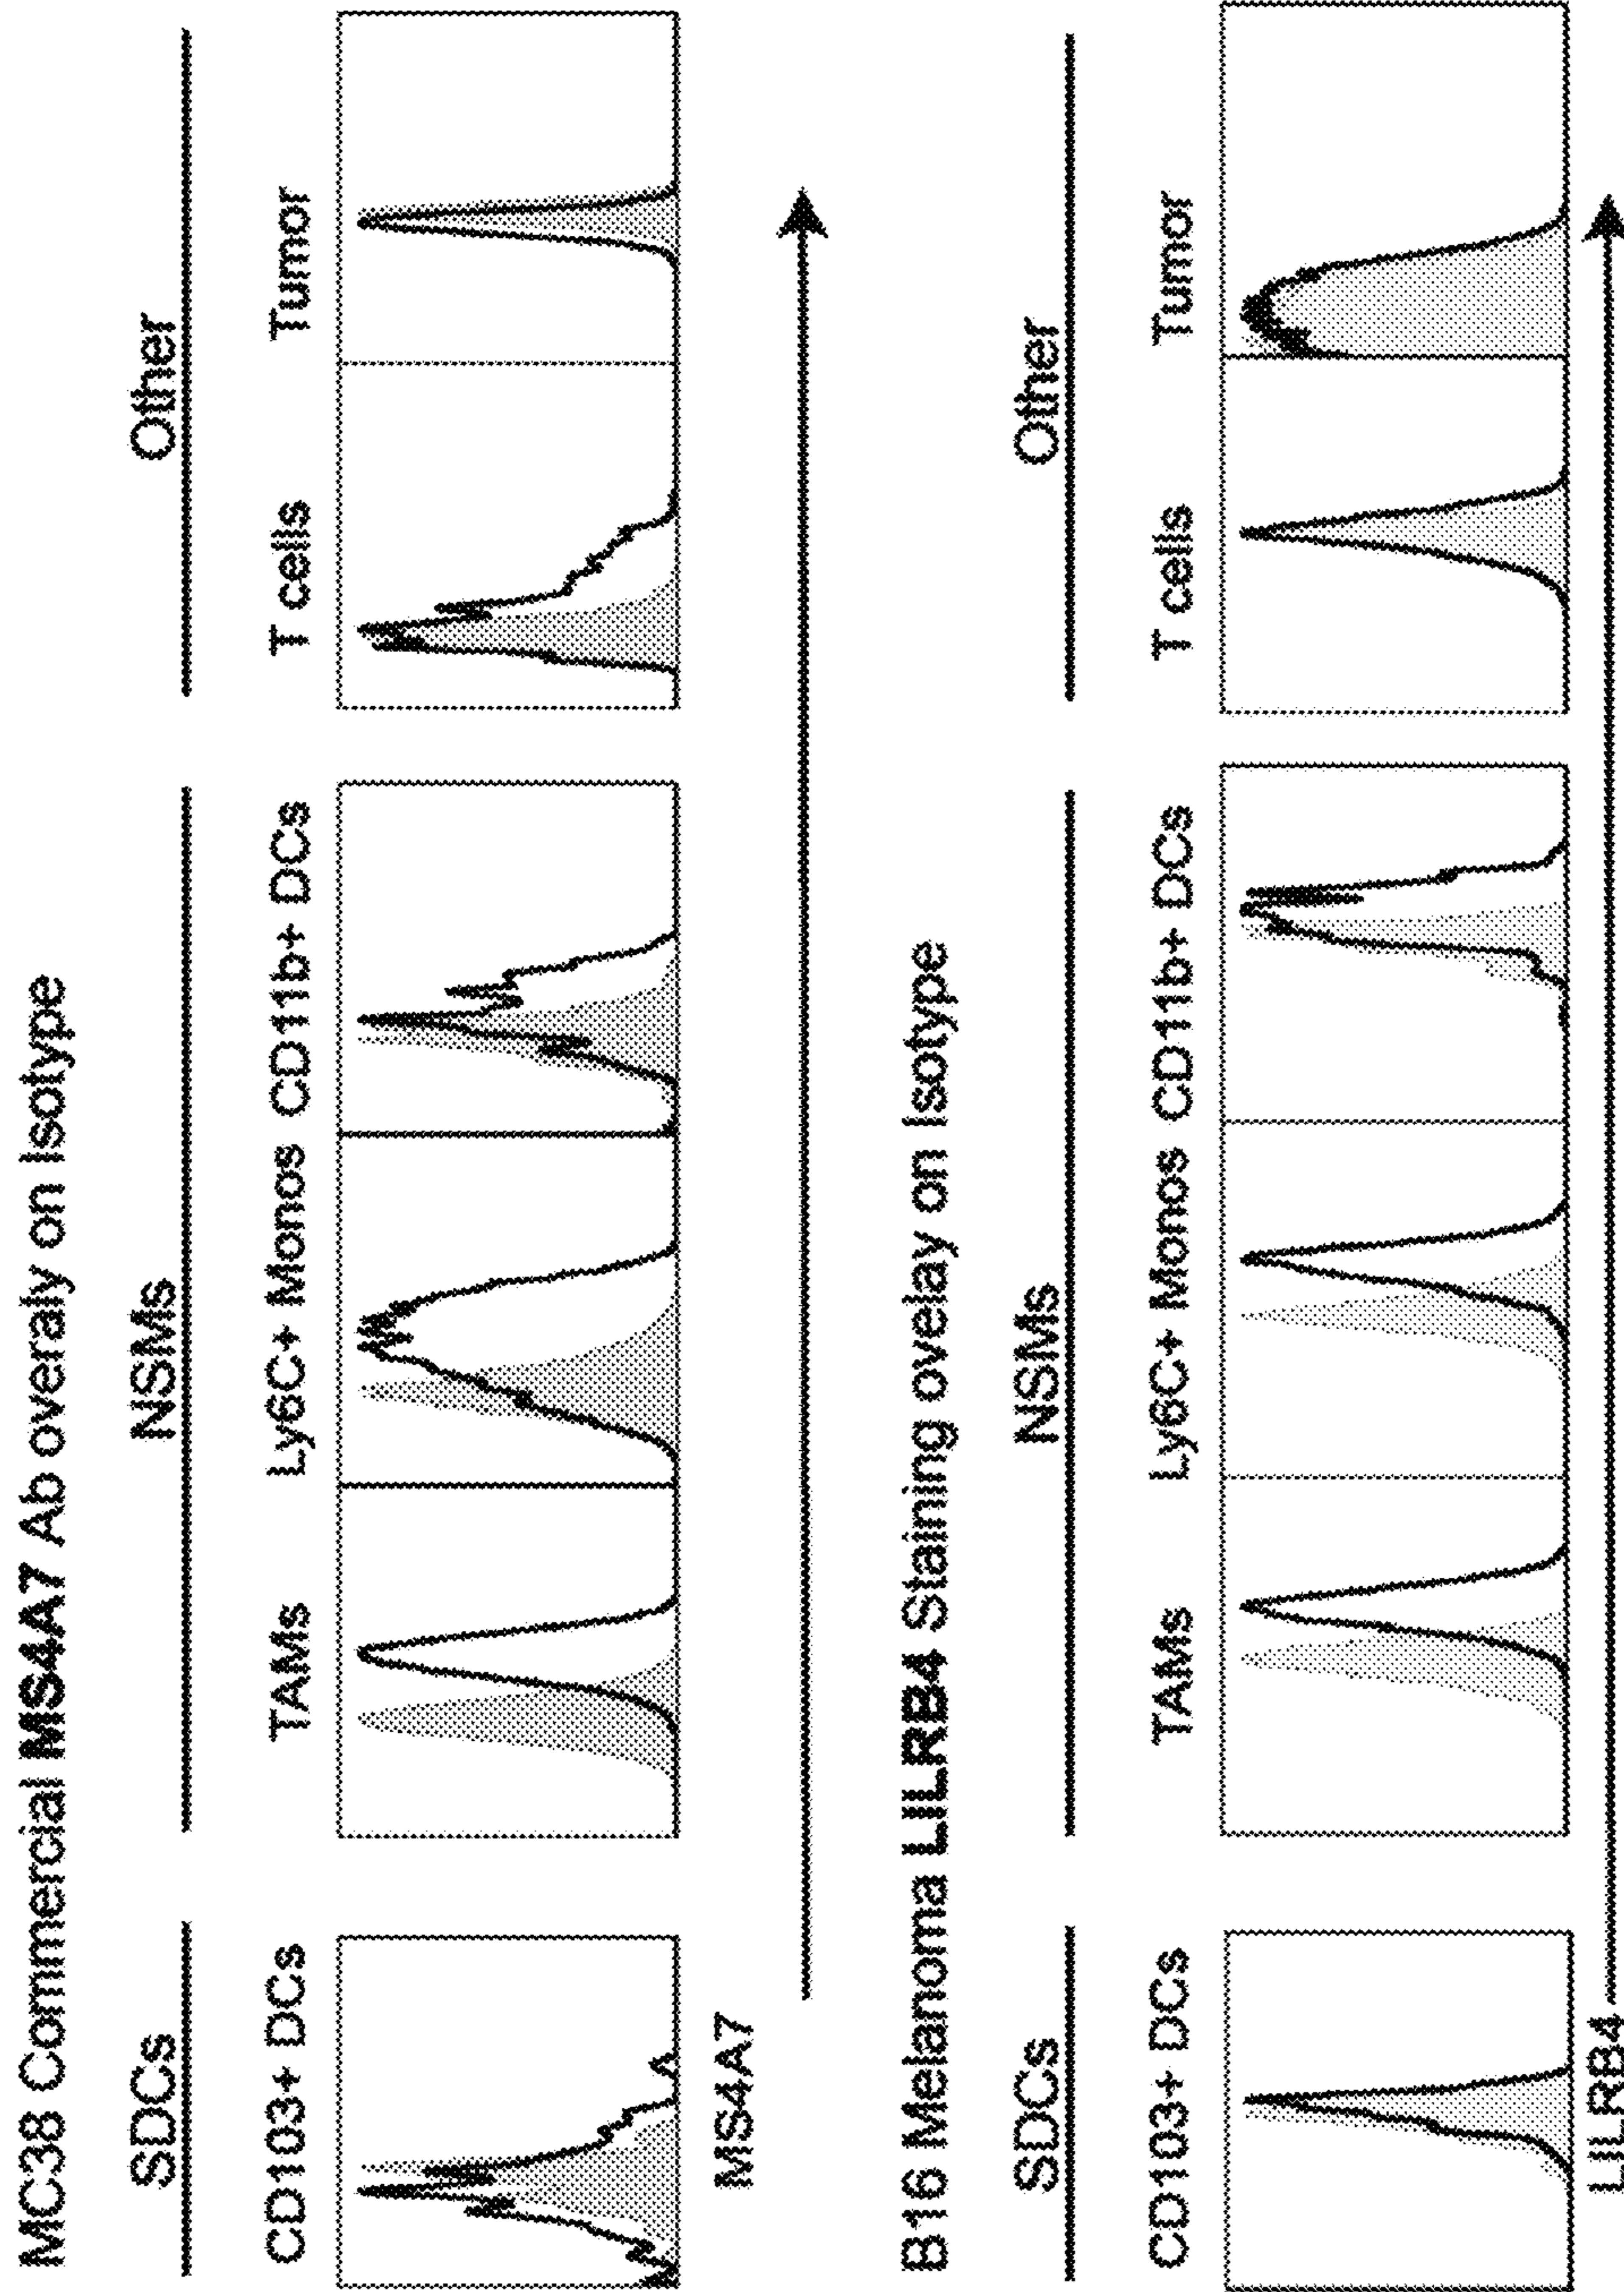 MC38 Commercial MS4A7 Ab overaly on Isotype
SDCs NSMs Other
CD103+ DCs TAMs Ly6C+ Monos CD11b+ DCs T cells Tumor
MS4A7
B16 Melanoma LILRB4 Staining ovelay on Isotype
SDCs NSMs Other
CD103+ DCs TAMs Ly6C+ Monos CD11b+ DCs T cells Tumor
LILRB4